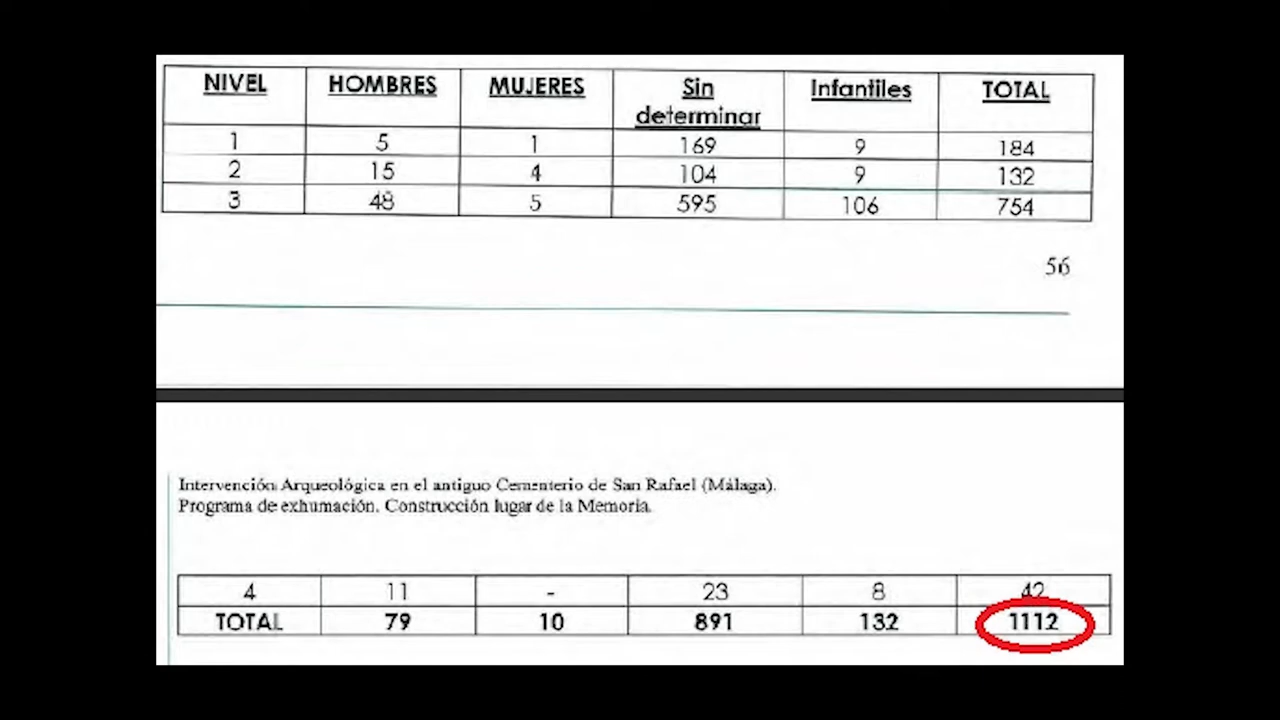 NIVEL HOMBRES MUJERES Sin determinar Infantiles TOTAL
1 5 1 169 9 184
2 15 4 104 9 132
3 48 5 595 106 754
56
Intervención Arqueológica en el antiguo Cementerio de San Rafael (Málaga).
Programa de exhumación. Construcción lugar de la Memoria.
4 11 - 23 8 42
TOTAL 79 10 891 132 1112